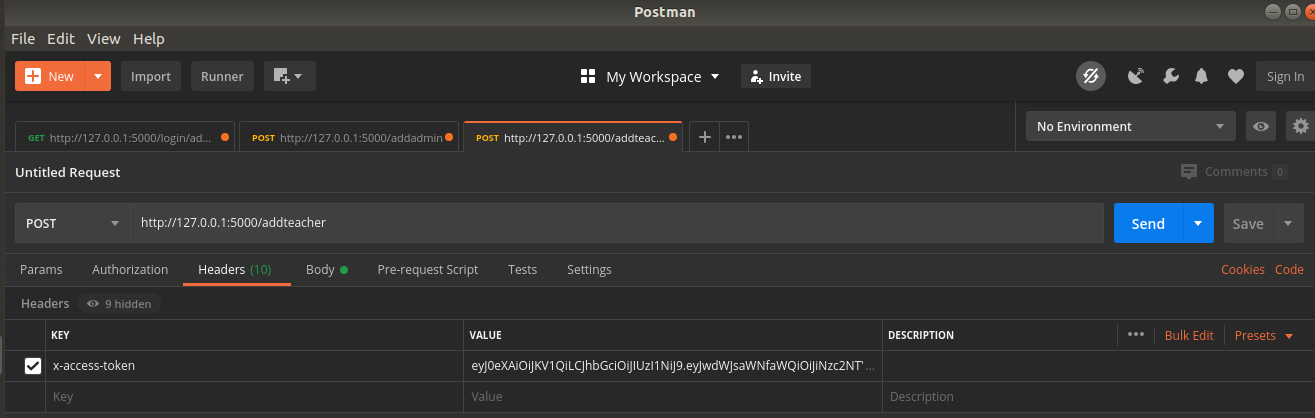 Postman
File Edit View Help
New Import Runner My Workspace Invite Sign In
GET http://127.0.0.1:5000/login/ad... POST http://127.0.0.1:5000/addadmin POST http://127.0.0.1:5000/addteac... + ... No Environment
Untitled Request Comments 0
POST http://127.0.0.1:5000/addteacher Send Save
Params Authorization Headers (10) Body Pre-request Script Tests Settings Cookies Code
Headers 9 hidden
KEY VALUE DESCRIPTION ... Bulk Edit Presets
x-access-token eyJ0eXAiOiJKV1QiLCJhbGciOiJIUzI1NiJ9.eyJwdWJsaWNfaWQiOiJiNzc2NT'...
Key Value Description